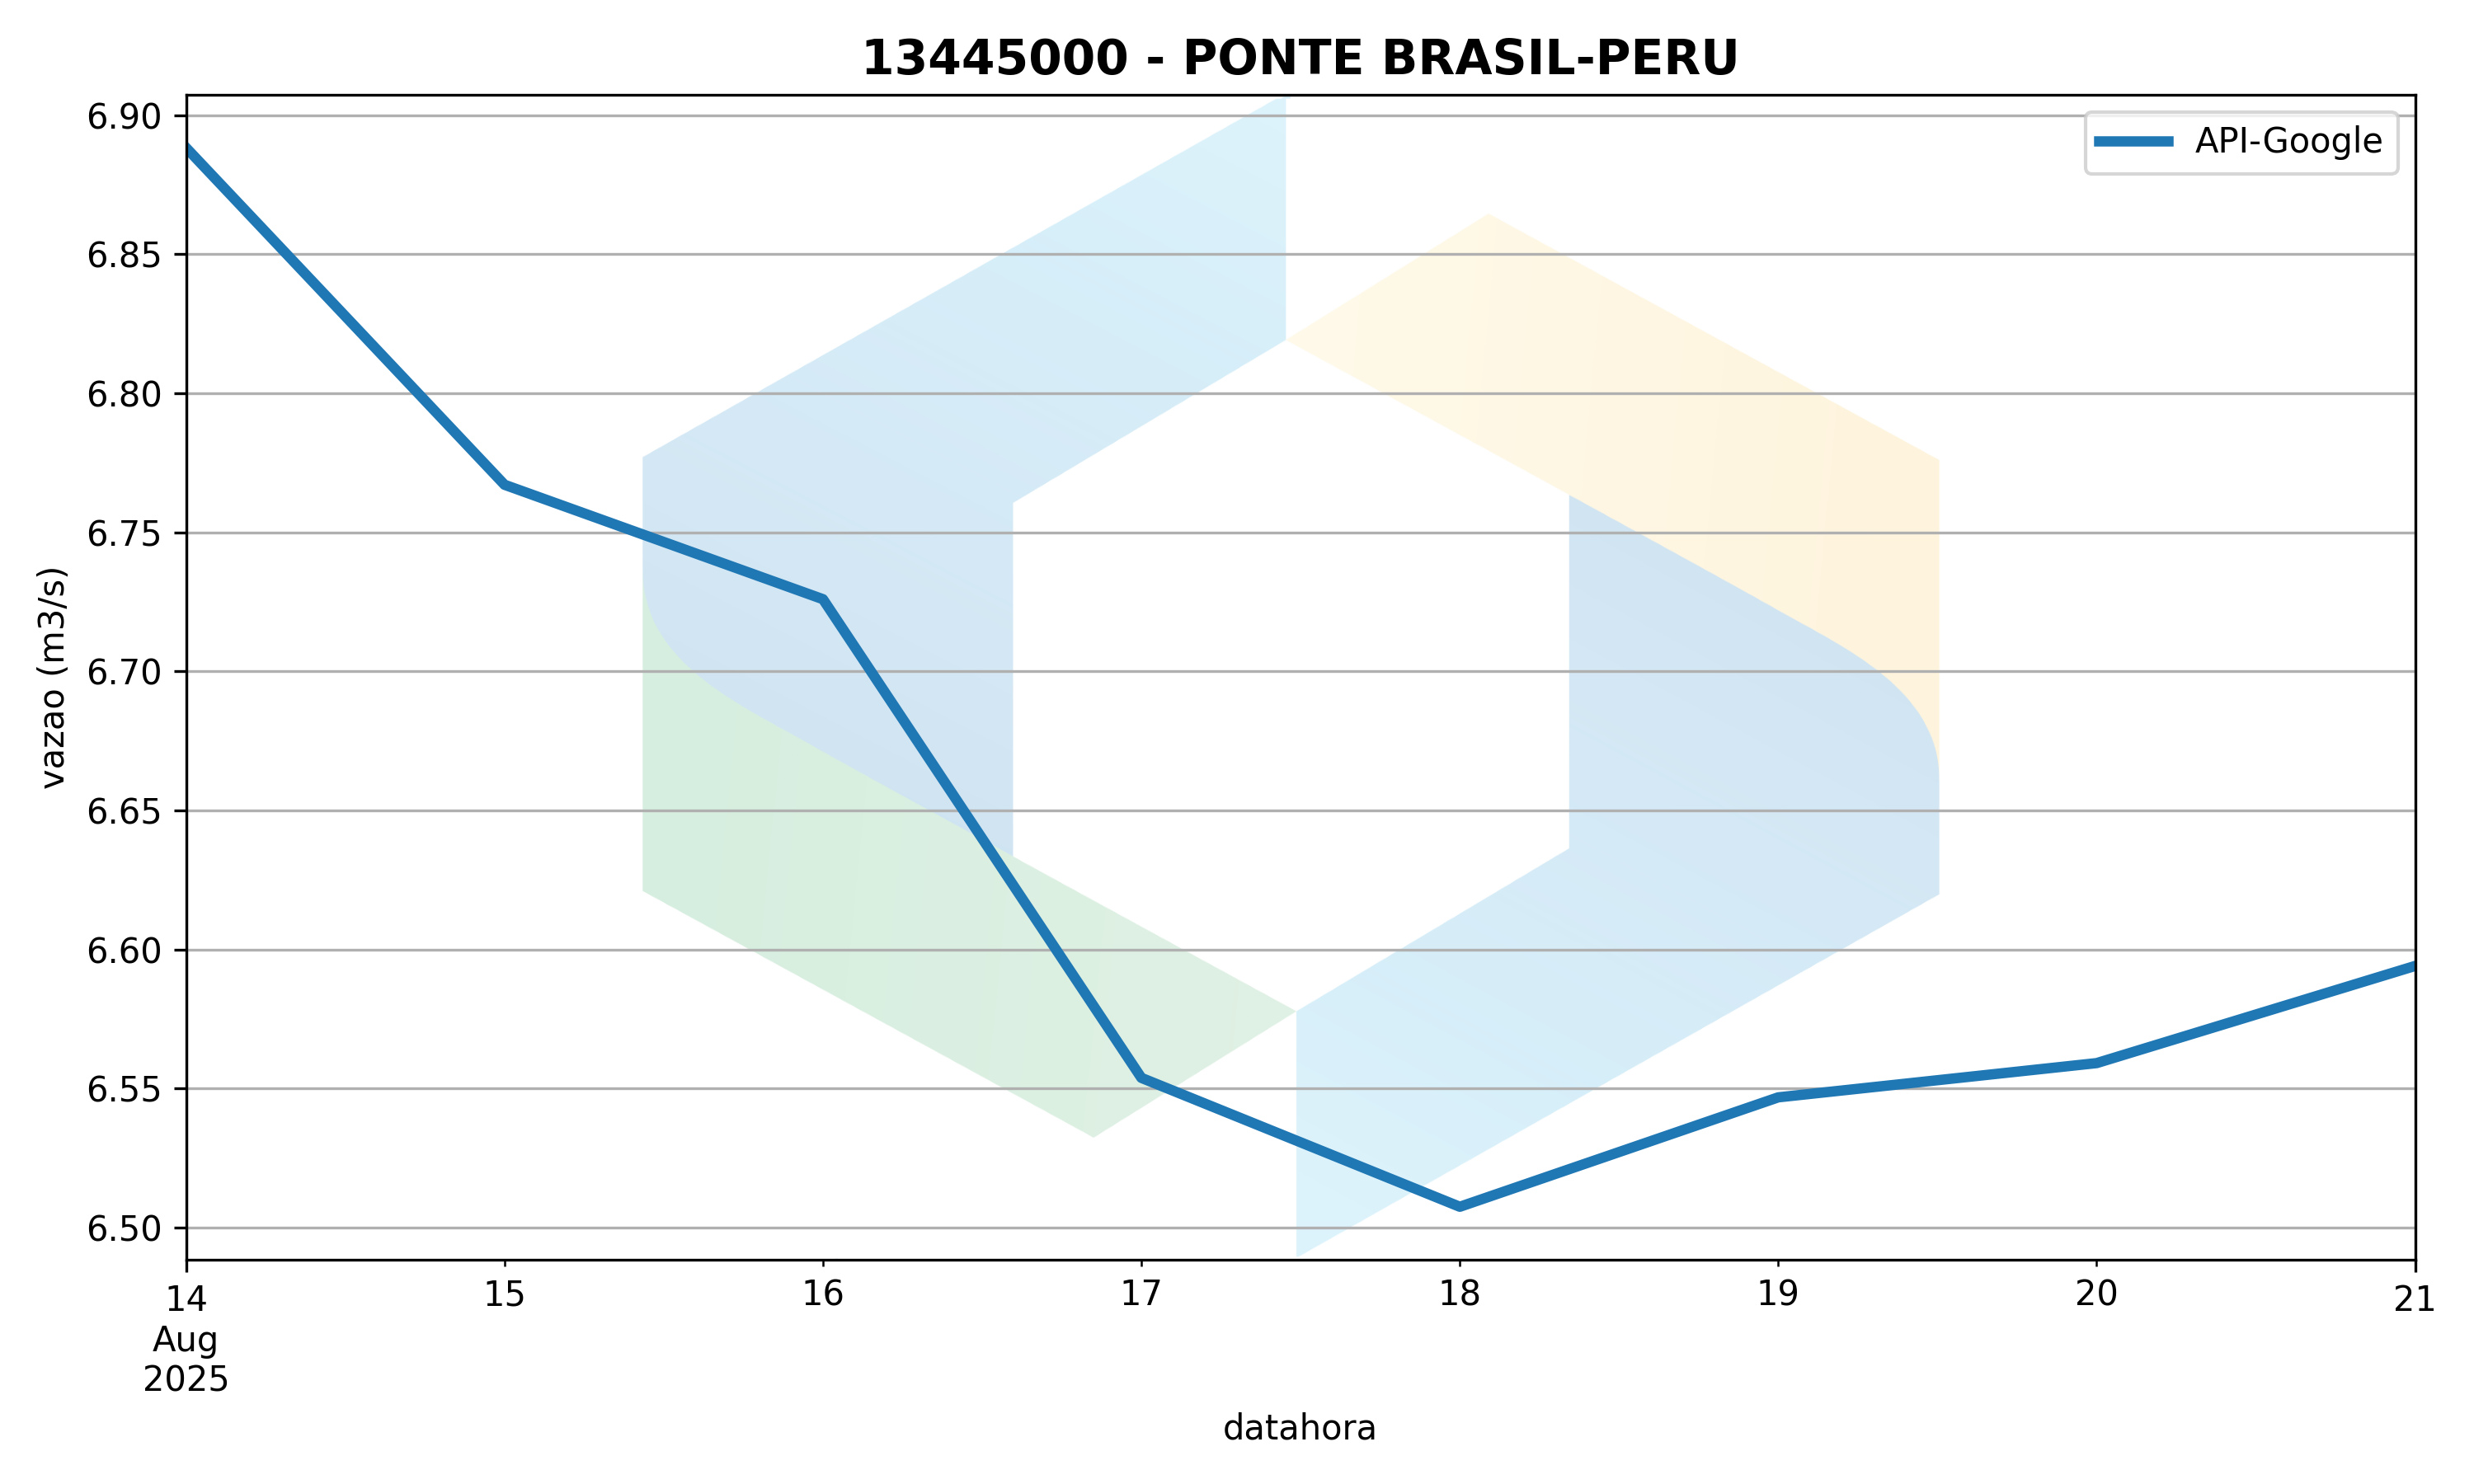 13445000 - PONTE BRASIL-PERU
API-Google
vazao (m3/s)
6.90
6.85
6.80
6.75
6.70
6.65
6.60
6.55
6.50
14 15 16 17 18 19 20 21
Aug
2025
datahora